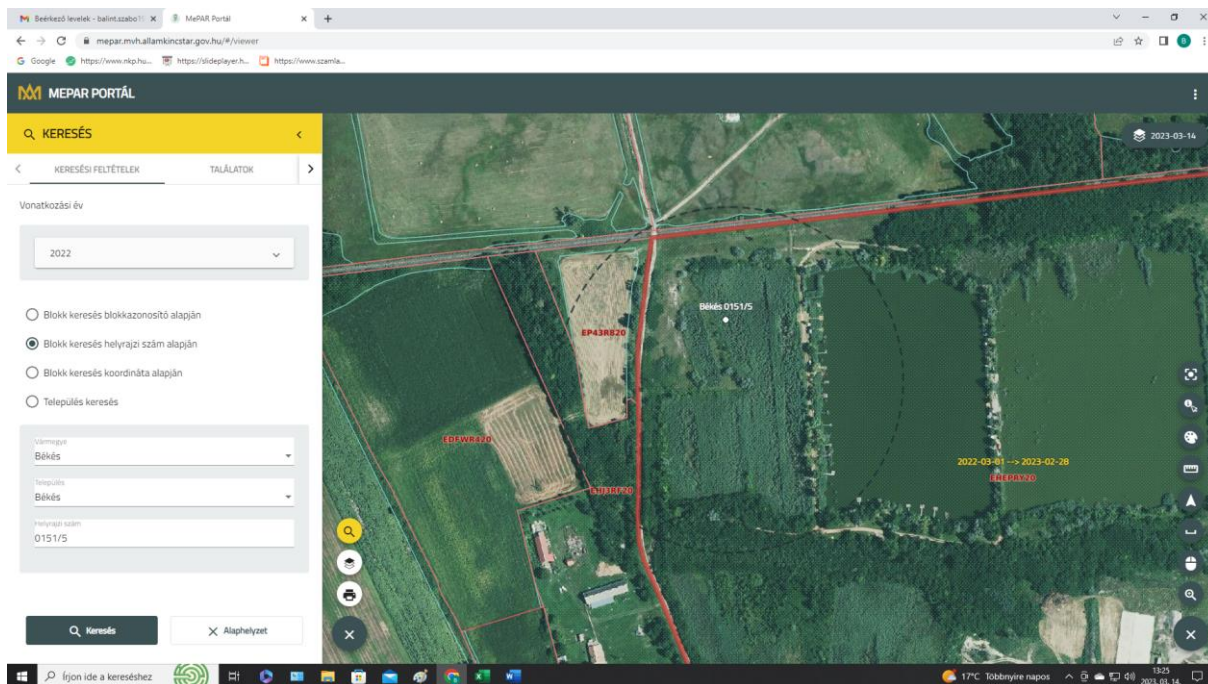 Beérkező levelek - balint.szabo1
MePAR Portál
mepar.mvh.allamkincstar.gov.hu/#/viewer
Google
https://www.nkp.hu...
https://slideplayer.h...
https://www.szamla...
MEPAR PORTÁL
KERESÉS
2023-03-14
KERESÉSI FELTÉTELEK
TALÁLATOK
Vonatkozási év
2022
Blokk keresés blokkazonosító alapján
Blokk keresés helyrajzi szám alapján
Blokk keresés koordináta alapján
Település keresés
Vármegye
Békés
Település
Békés
Helyrajzi szám
0151/5
Keresés
Alaphelyzet
Békés 0151/5
EP43RB20
EDFWR420
2022-03-01 --> 2023-02-28
EREPRY20
Írjon ide a kereséshez
17°C Többnyire napos
13:25
2023. 03. 14.